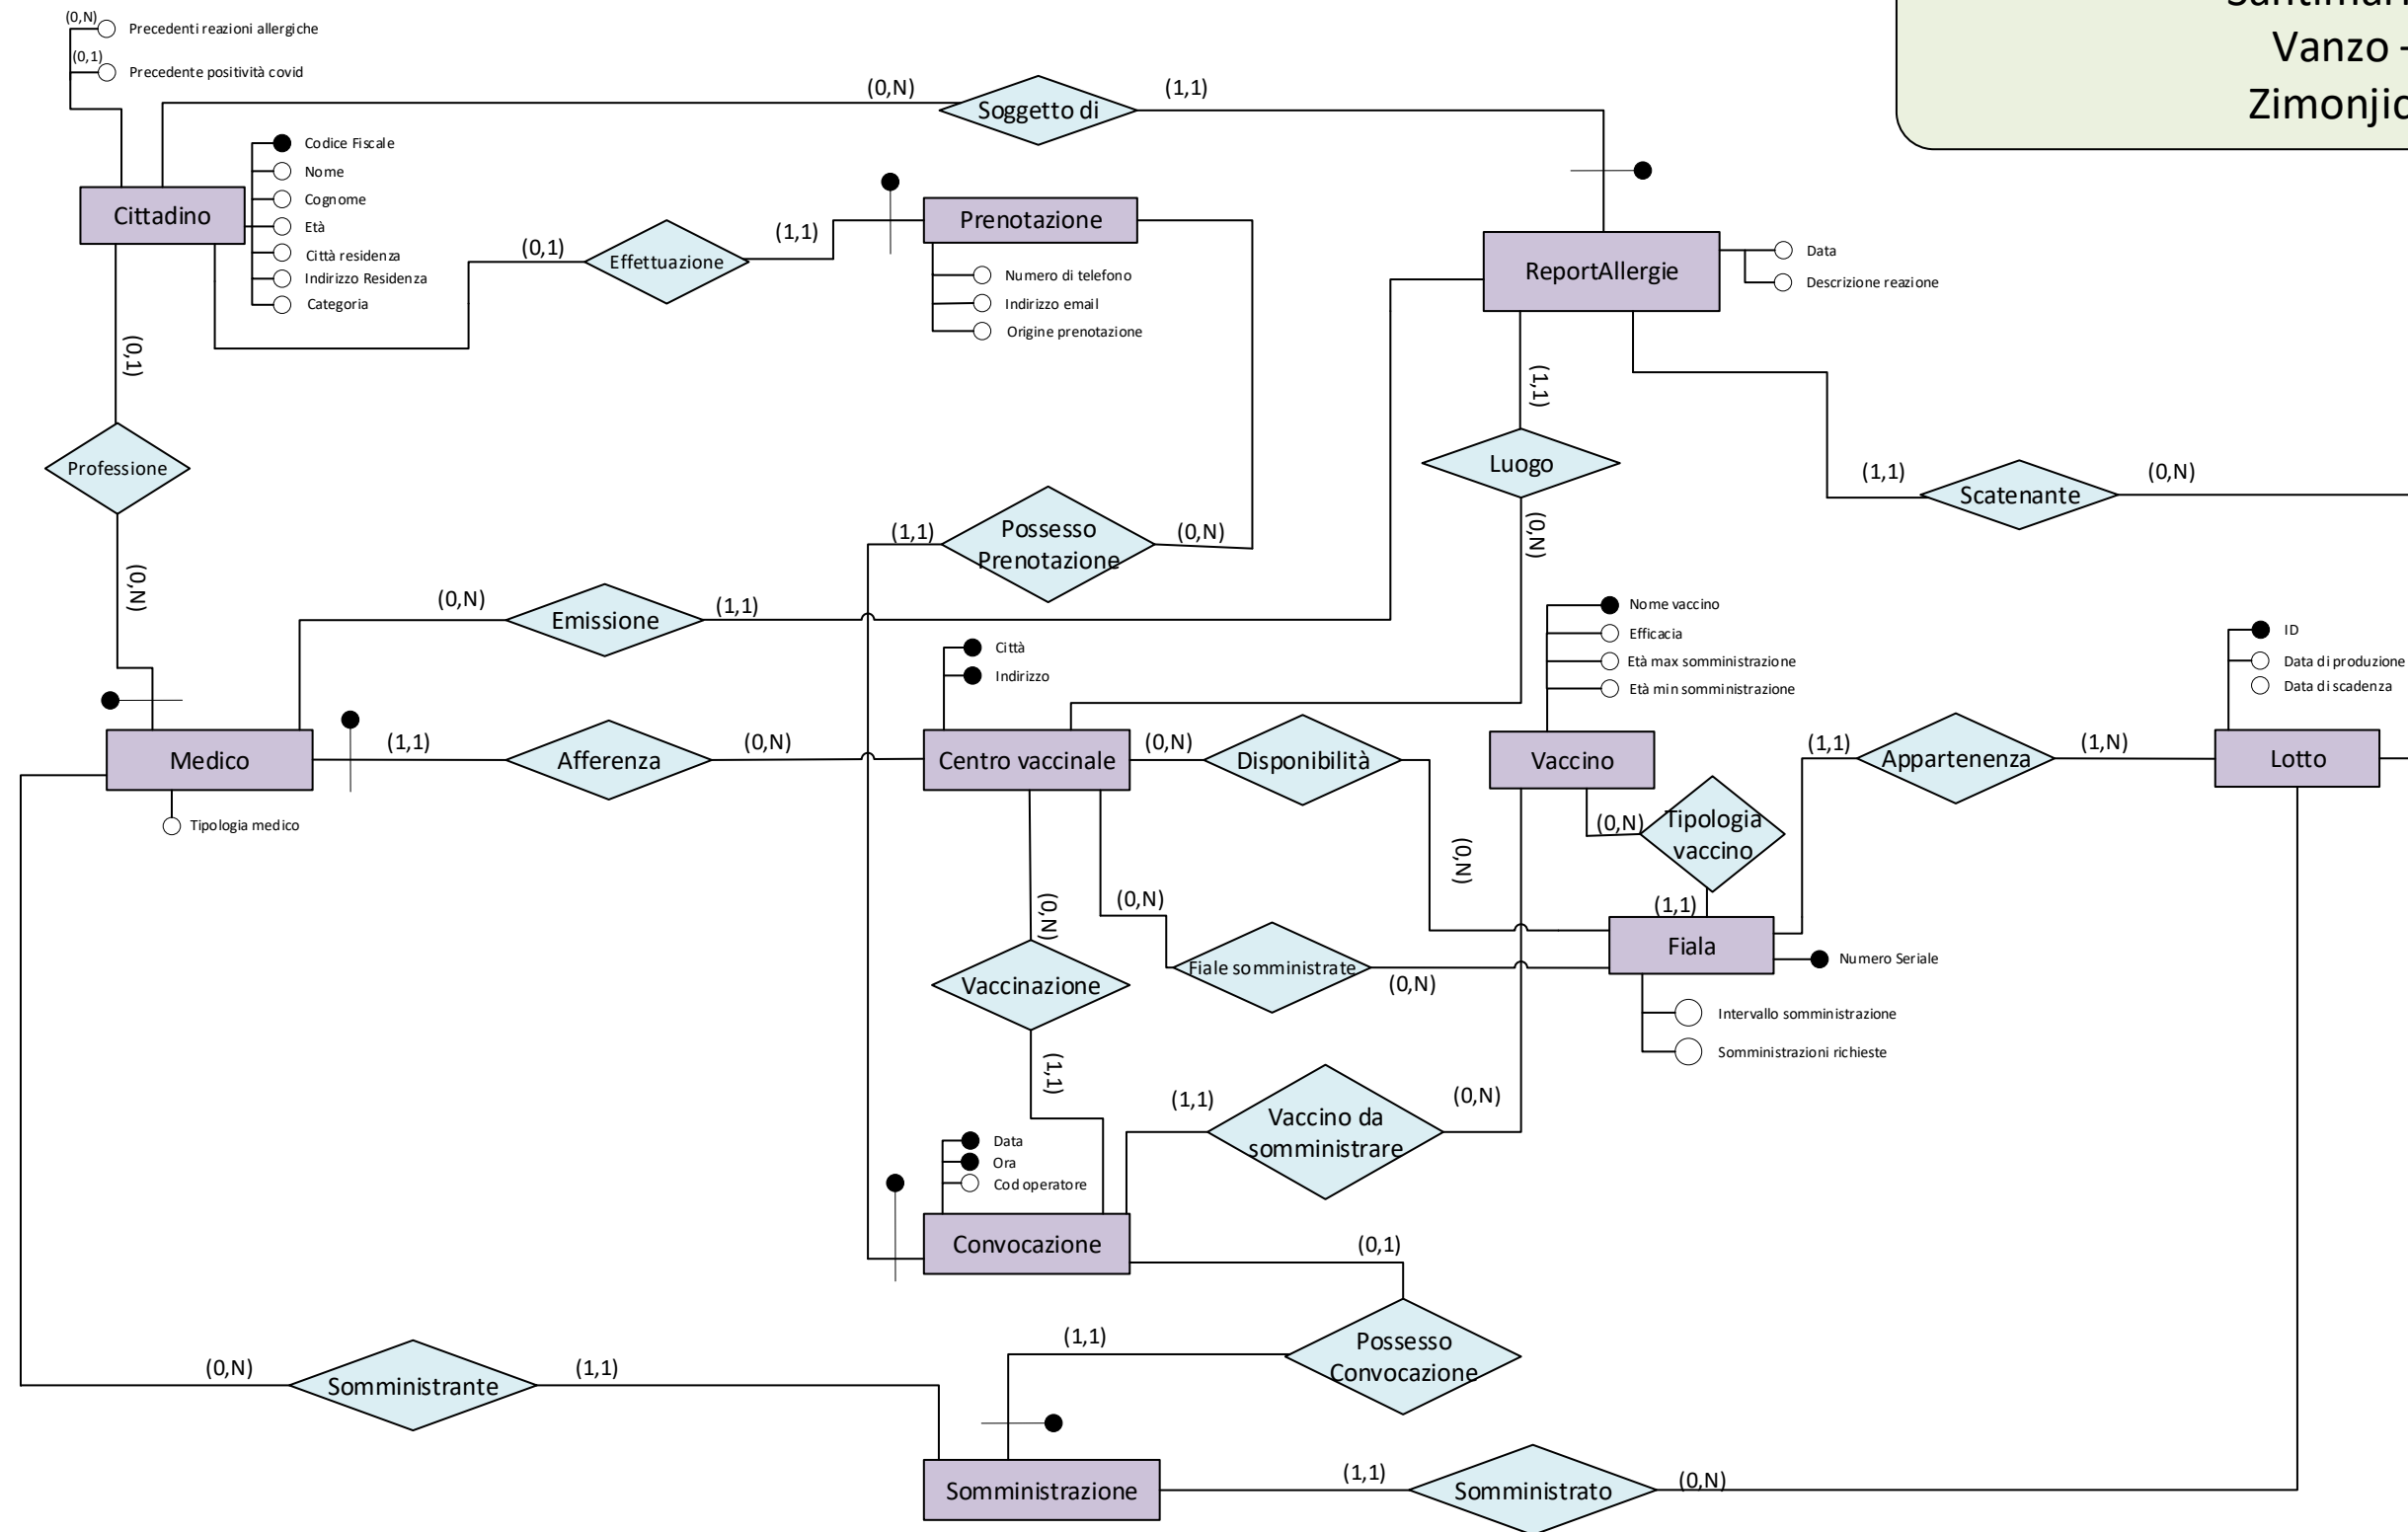 (0,N)
Precedenti reazioni allergiche
(0,1)
Precedente positività covid
Vanzo -
(0,N)
Soggetto di
(1,1)
Codice Fiscale
Nome
Cognome
Età
Città residenza
Indirizzo Residenza
Categoria
Cittadino
(0,1)
Effettuazione
(1,1)
Prenotazione
Numero di telefono
Indirizzo email
Origine prenotazione
ReportAllergie
Data
Descrizione reazione
(0,1)
Professione
(0,N)
(1,1)
Luogo
(0,N)
(1,1)
Scatenante
(0,N)
(1,1)
Possesso
Prenotazione
(0,N)
(0,N)
Emissione
(1,1)
Città
Indirizzo
Nome vaccino
Efficacia
Età max somministrazione
Età min somministrazione
ID
Data di produzione
Data di scadenza
Medico
(1,1)
Afferenza
(0,N)
Centro vaccinale
(0,N)
Disponibilità
(0,N)
Vaccino
(0,N)
Tipologia
vaccino
(1,1)
(1,1)
Appartenenza
(1,N)
Lotto
Tipologia medico
(0,N)
Vaccinazione
(1,1)
(0,N)
Fiale somministrate
(0,N)
Fiala
Numero Seriale
Intervallo somministrazione
Somministrazioni richieste
(1,1)
Vaccino da
somministrare
(0,N)
Data
Ora
Cod operatore
Convocazione
(0,1)
Possesso
Convocazione
(1,1)
(0,N)
Somministrante
(1,1)
Somministrazione
(1,1)
Somministrato
(0,N)